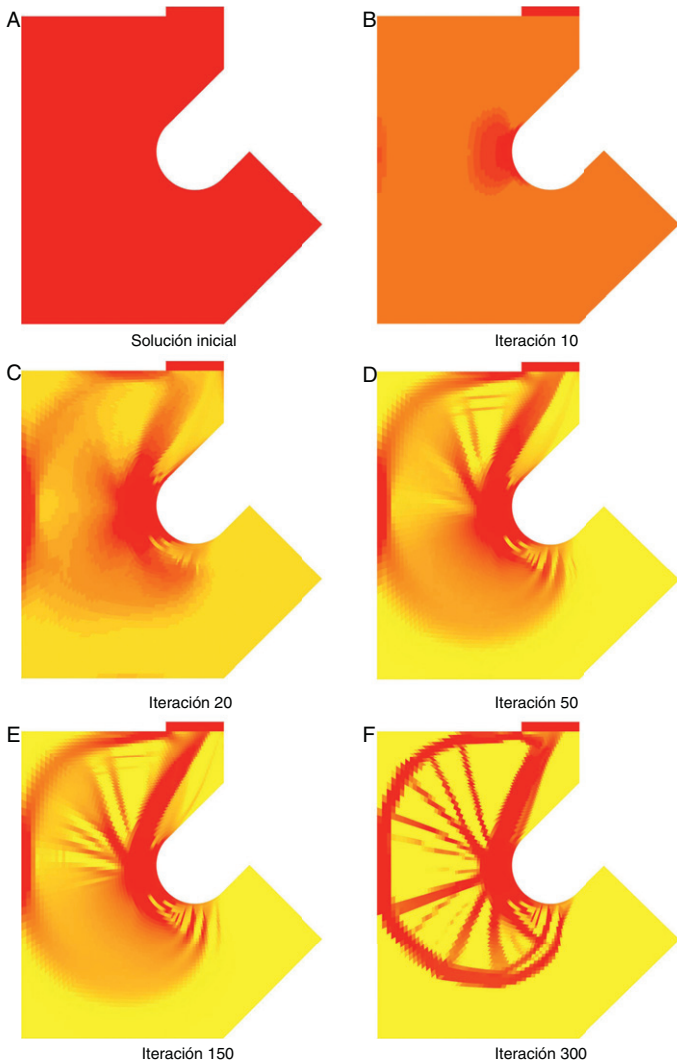 A
B
Solución inicial
Iteración 10
C
D
Iteración 20
Iteración 50
E
F
Iteración 150
Iteración 300